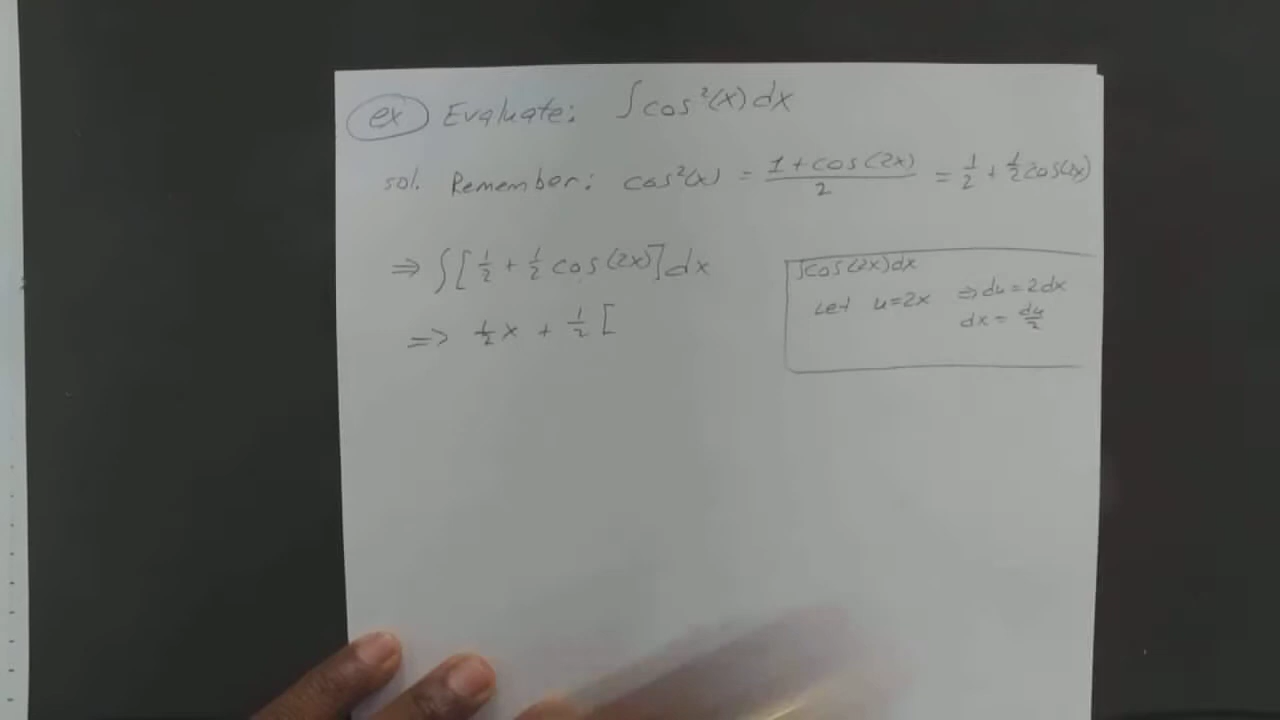 ex Evaluate: ∫cos²(x)dx
sol. Remember: cos²(x) = 1+cos(2x)/2 = 1/2 + 1/2 cos(2x)
⇒ ∫[1/2 + 1/2 cos(2x)]dx
⇒ 1/2 x + 1/2 [
∫cos(2x)dx
Let u=2x ⇒ du=2dx
dx = du/2